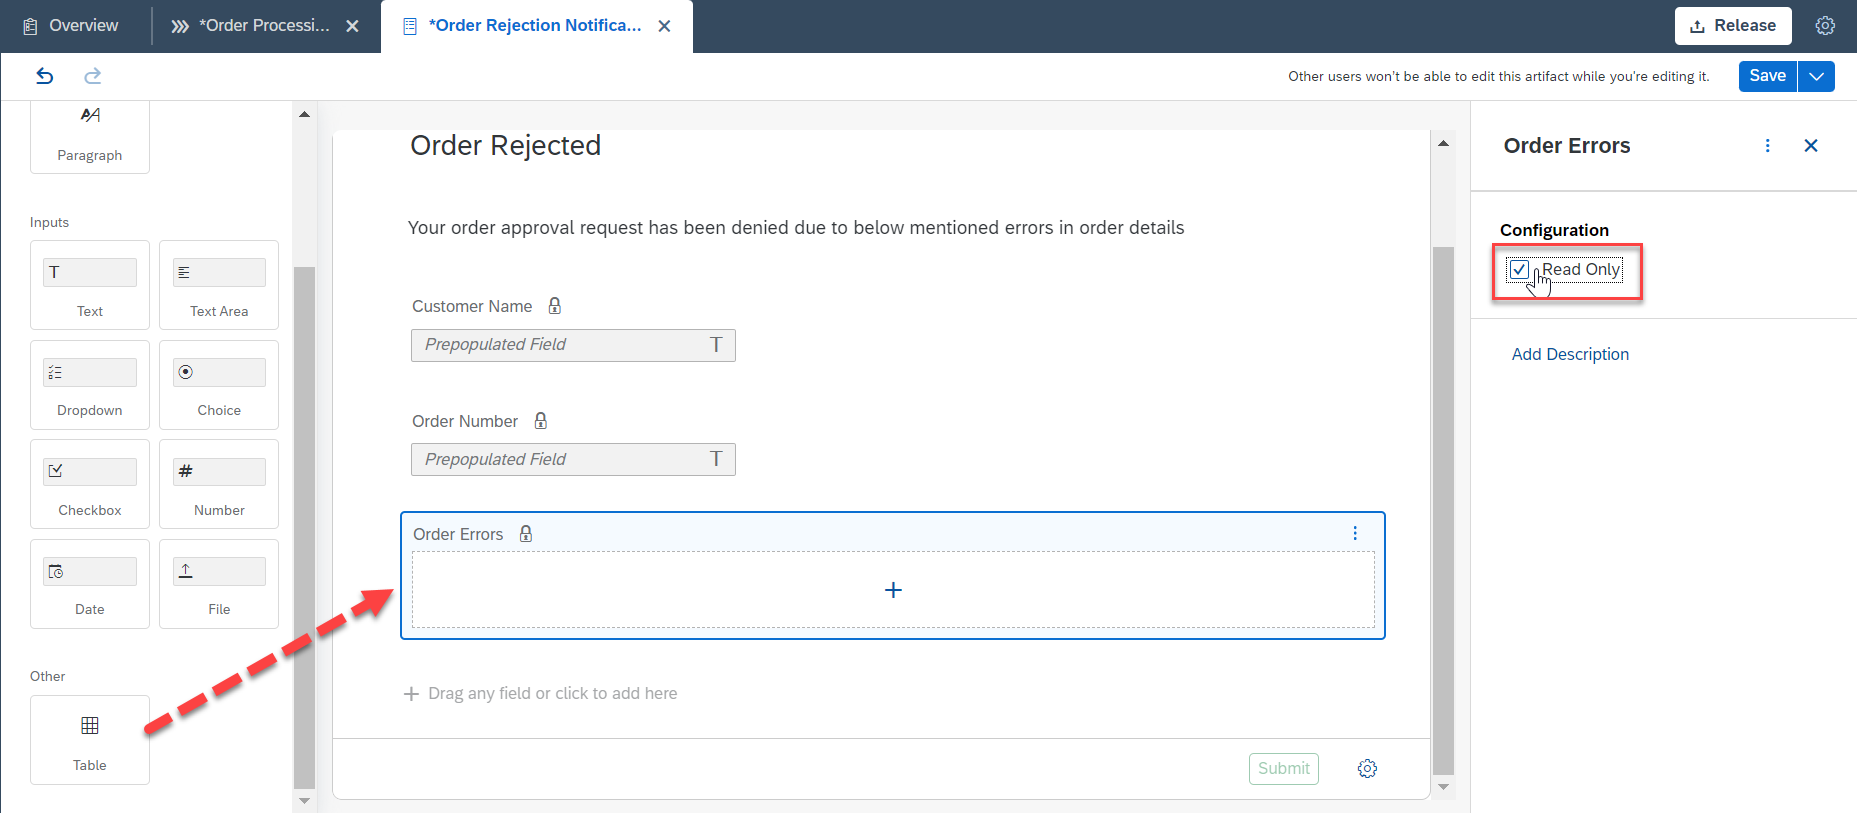 Overview
*Order Processi...
*Order Rejection Notifica...
Release
Other users won't be able to edit this artifact while you're editing it.
Save
Paragraph
Inputs
Text
Text Area
Dropdown
Choice
Checkbox
Number
Date
File
Other
Table
Order Rejected
Your order approval request has been denied due to below mentioned errors in order details
Customer Name
Prepopulated Field
Order Number
Prepopulated Field
Order Errors
+ Drag any field or click to add here
Submit
Order Errors
Configuration
Read Only
Add Description